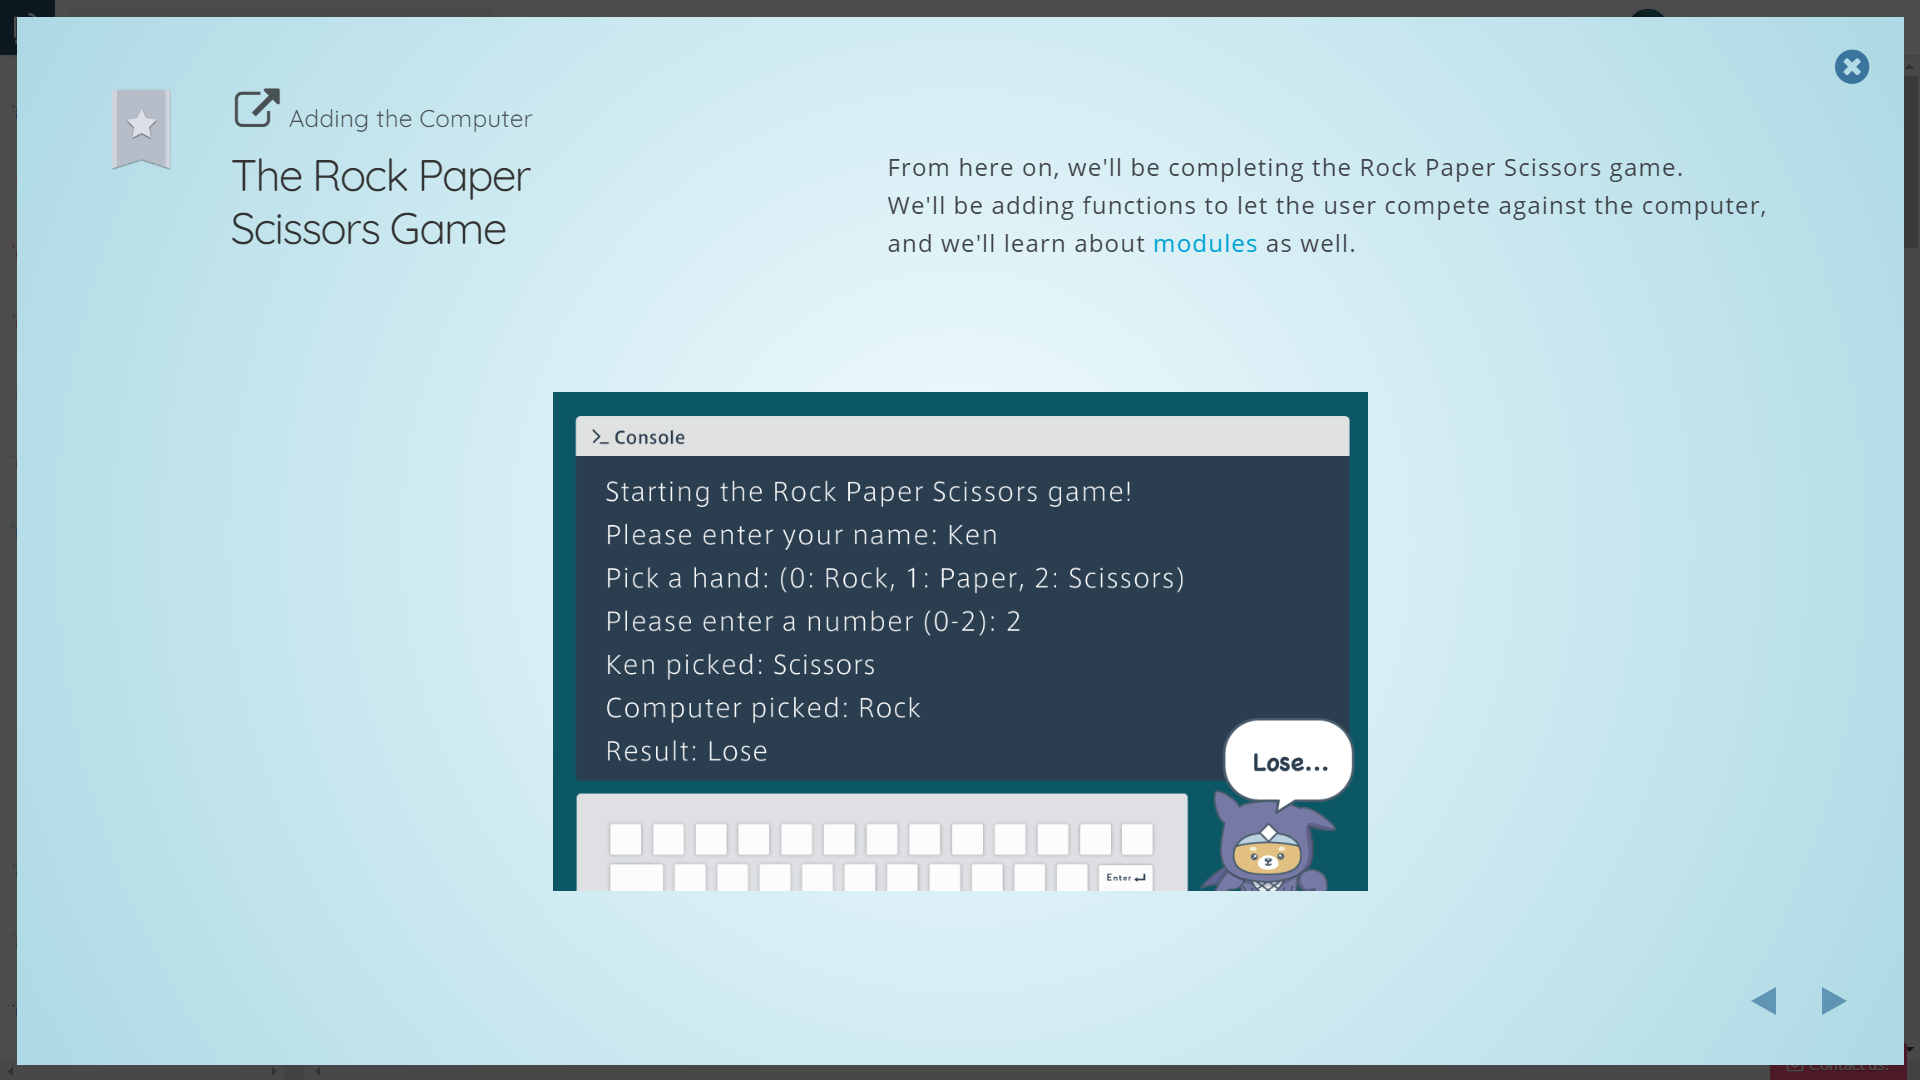 Adding the Computer
The Rock Paper
Scissors Game
From here on, we'll be completing the Rock Paper Scissors game.
We'll be adding functions to let the user compete against the computer,
and we'll learn about modules as well.
>_ Console
Starting the Rock Paper Scissors game!
Please enter your name: Ken
Pick a hand: (0: Rock, 1: Paper, 2: Scissors)
Please enter a number (0-2): 2
Ken picked: Scissors
Computer picked: Rock
Result: Lose
Lose...
Enter
Contact us!